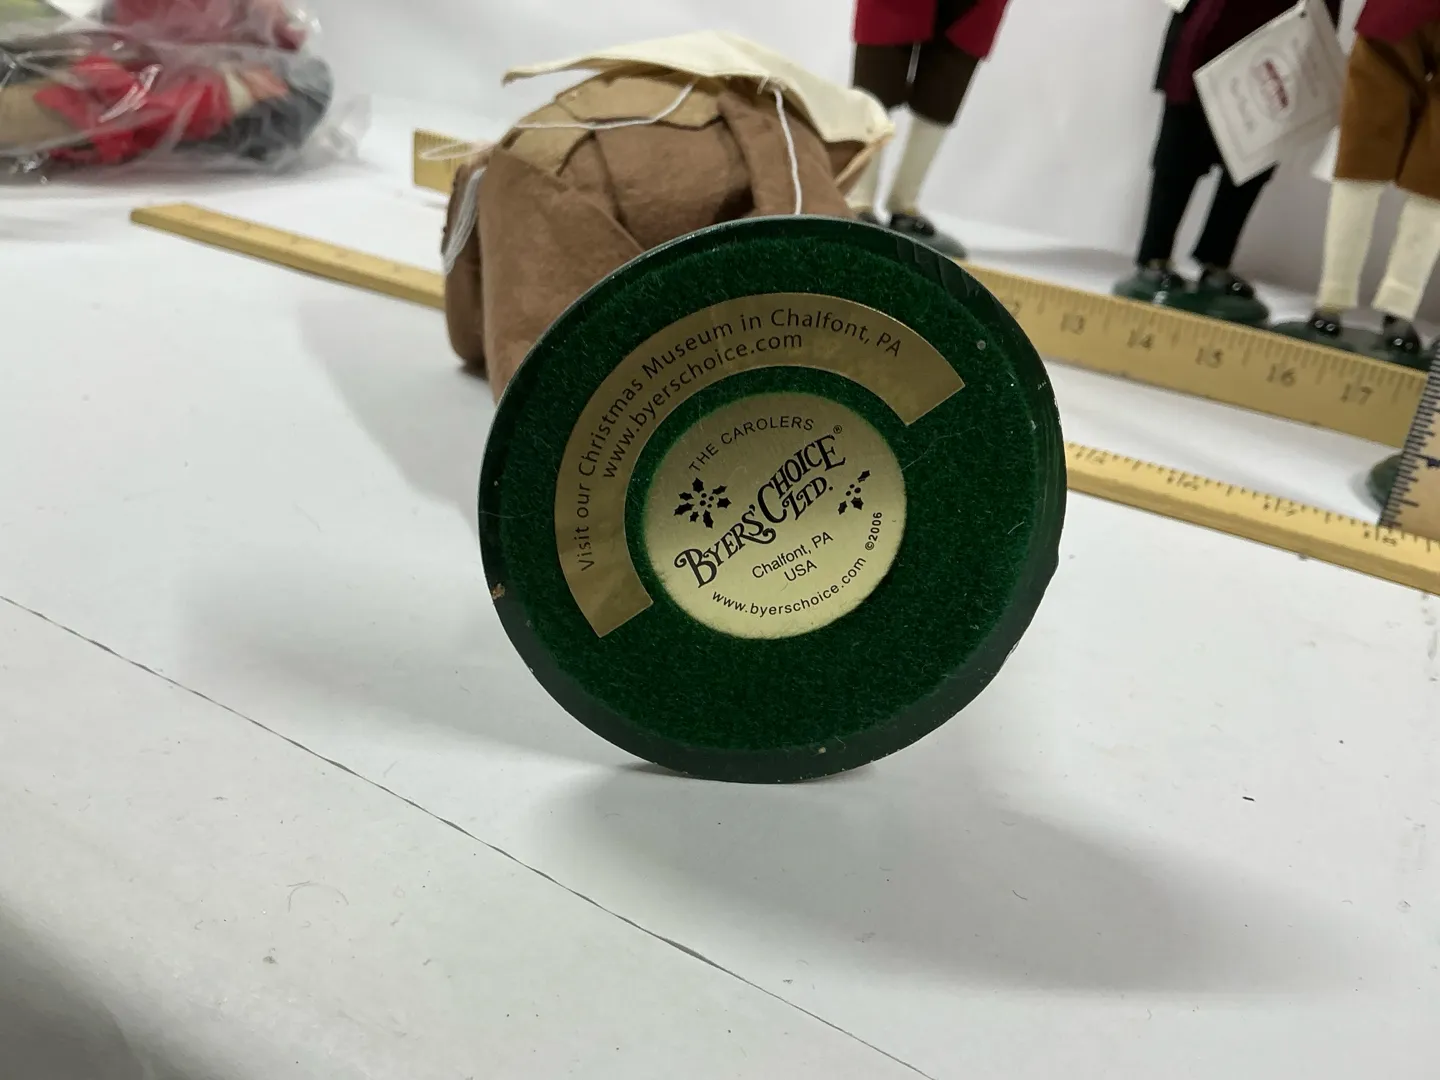 Visit our Christmas Museum in Chalfont, PA
www.byerschoice.com
THE CAROLERS
BYERS' CHOICE®
LTD.
Chalfont, PA
USA
www.byerschoice.com ©2006
12 13 14 15 16 17